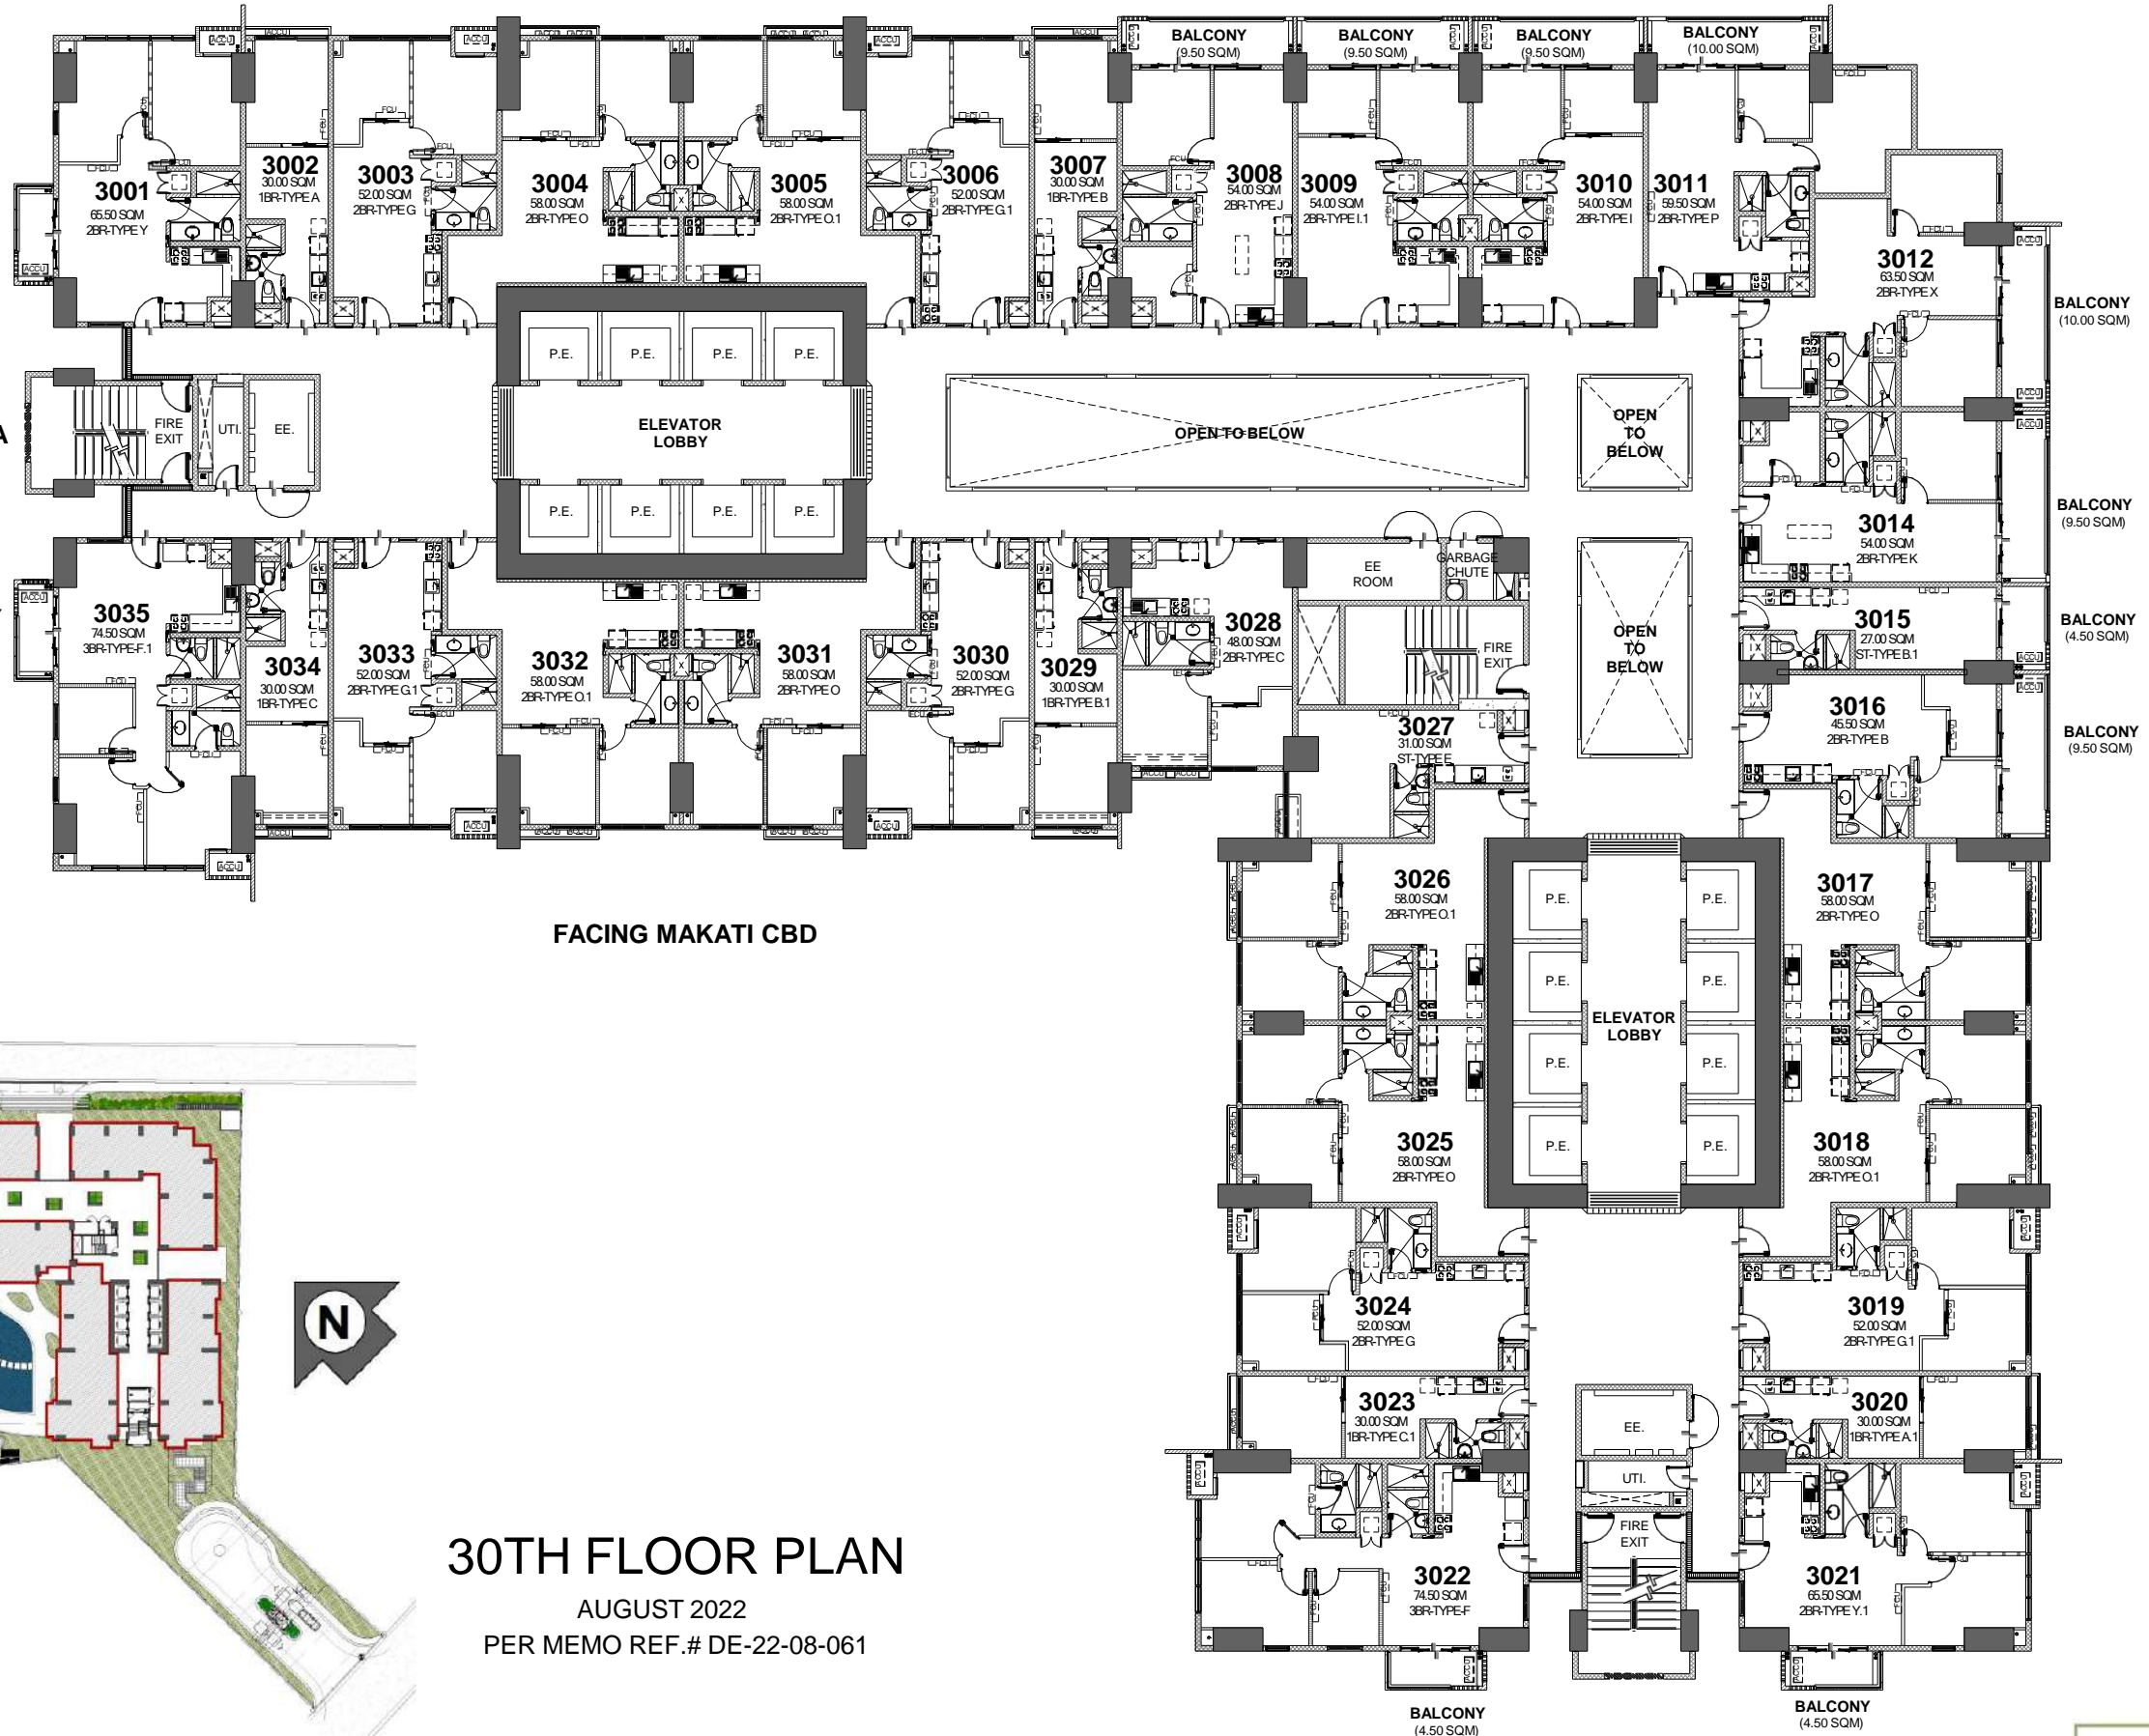 BALCONY
(9.50 SQM)
BALCONY
(9.50 SQM)
BALCONY
(9.50 SQM)
BALCONY
(10.00 SQM)
3001
65.50 SQM
2BR-TYPE Y
3002
30.00 SQM
1BR-TYPE A
3003
52.00 SQM
2BR-TYPE G
3004
58.00 SQM
2BR-TYPE O
3005
58.00 SQM
2BR-TYPE O.1
3006
52.00 SQM
2BR-TYPE G.1
3007
30.00 SQM
1BR-TYPE B
3008
54.00 SQM
2BR-TYPE J
3009
54.00 SQM
2BR-TYPE I.1
3010
54.00 SQM
2BR-TYPE I
3011
59.50 SQM
2BR-TYPE P
3012
63.50 SQM
2BR-TYPE X
BALCONY
(10.00 SQM)
P.E.
P.E.
P.E.
P.E.
FIRE
EXIT
UTI.
EE.
ELEVATOR
LOBBY
OPEN TO BELOW
OPEN
TO
BELOW
A
P.E.
P.E.
P.E.
P.E.
3014
54.00 SQM
2BR-TYPE K
BALCONY
(9.50 SQM)
EE
ROOM
GARBAGE
CHUTE
FIRE
EXIT
OPEN
TO
BELOW
3015
27.00 SQM
ST-TYPE B.1
BALCONY
(4.50 SQM)
3016
45.50 SQM
2BR-TYPE B
BALCONY
(9.50 SQM)
3035
74.50 SQM
3BR-TYPE-F.1
3034
30.00 SQM
1BR-TYPE C
3033
52.00 SQM
2BR-TYPE G.1
3032
58.00 SQM
2BR-TYPE O.1
3031
58.00 SQM
2BR-TYPE O
3030
52.00 SQM
2BR-TYPE G
3029
30.00 SQM
1BR-TYPE B.1
3028
48.00 SQM
2BR-TYPE C
3027
31.00 SQM
ST-TYPE E
3026
58.00 SQM
2BR-TYPE O.1
3017
58.00 SQM
2BR-TYPE O
P.E.
P.E.
P.E.
P.E.
ELEVATOR
LOBBY
P.E.
P.E.
P.E.
P.E.
3025
58.00 SQM
2BR-TYPE O
3018
58.00 SQM
2BR-TYPE O.1
3024
52.00 SQM
2BR-TYPE G
3019
52.00 SQM
2BR-TYPE G.1
3023
30.00 SQM
1BR-TYPE C.1
3020
30.00 SQM
1BR-TYPE A.1
EE.
UTI.
FIRE
EXIT
3022
74.50 SQM
3BR-TYPE-F
3021
65.50 SQM
2BR-TYPE Y.1
BALCONY
(4.50 SQM)
BALCONY
(4.50 SQM)
FACING MAKATI CBD
N
30TH FLOOR PLAN
AUGUST 2022
PER MEMO REF.# DE-22-08-061